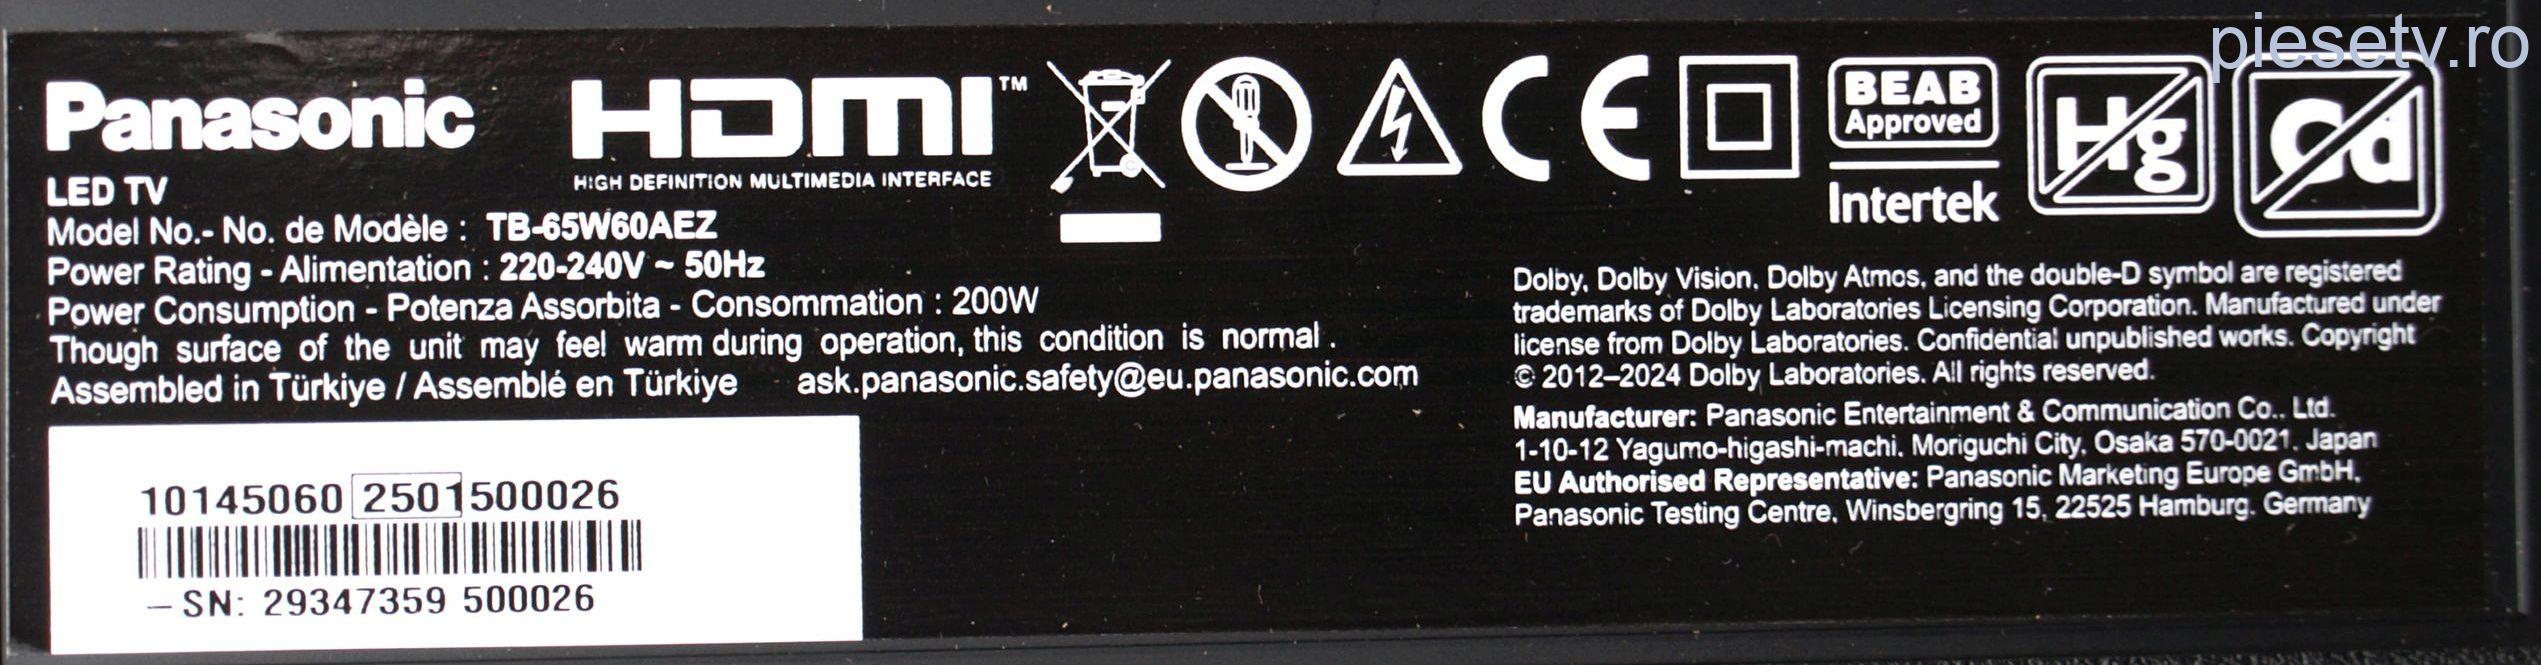 piesetv.ro
Panasonic
HDMI™
HIGH DEFINITION MULTIMEDIA INTERFACE
CE
BEAB
Approved
Intertek
Hg
Cd
LED TV
Model No.- No. de Modèle : TB-65W60AEZ
Power Rating - Alimentation : 220-240V ~ 50Hz
Power Consumption - Potenza Assorbita - Consommation : 200W
Though surface of the unit may feel warm during operation, this condition is normal .
Assembled in Türkiye / Assemblé en Türkiye ask.panasonic.safety@eu.panasonic.com
10145060 2501500026
- SN: 29347359 500026
Dolby, Dolby Vision, Dolby Atmos, and the double-D symbol are registered
trademarks of Dolby Laboratories Licensing Corporation. Manufactured under
license from Dolby Laboratories. Confidential unpublished works. Copyright
© 2012–2024 Dolby Laboratories. All rights reserved.
Manufacturer: Panasonic Entertainment & Communication Co., Ltd.
1-10-12 Yagumo-higashi-machi, Moriguchi City, Osaka 570-0021, Japan
EU Authorised Representative: Panasonic Marketing Europe GmbH,
Panasonic Testing Centre, Winsbergring 15, 22525 Hamburg, Germany